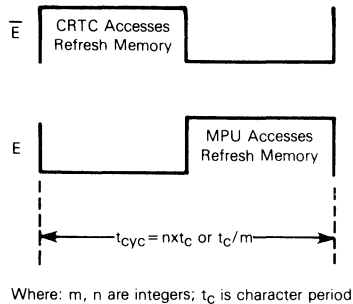 E̅
CRTC Accesses
Refresh Memory
E
MPU Accesses
Refresh Memory
tcyc = nxtc or tc/m
Where: m, n are integers; tc is character period